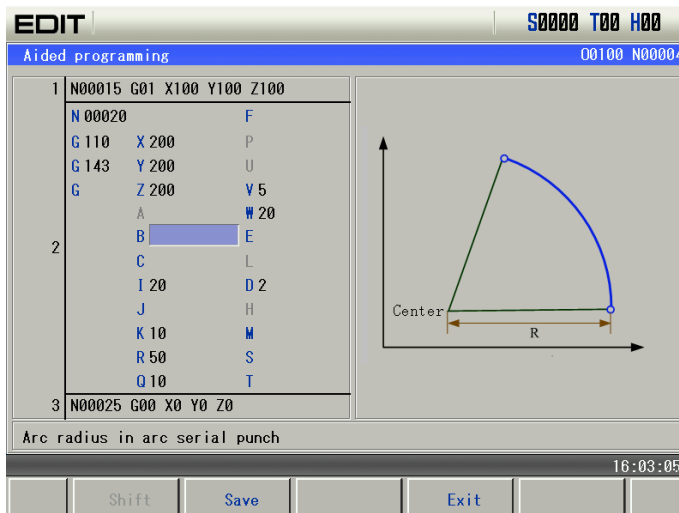 EDIT S0000 T00 H00
Aided programming O0100 N00004
1 N00015 G01 X100 Y100 Z100
N 00020 F
G 110 X 200 P
G 143 Y 200 U
G Z 200 V 5
A W 20
B E
2
C L
I 20 D 2
J H
K 10 M
R 50 S
Q 10 T
3 N00025 G00 X0 Y0 Z0
Center
R
Arc radius in arc serial punch
16:03:05
Shift Save Exit